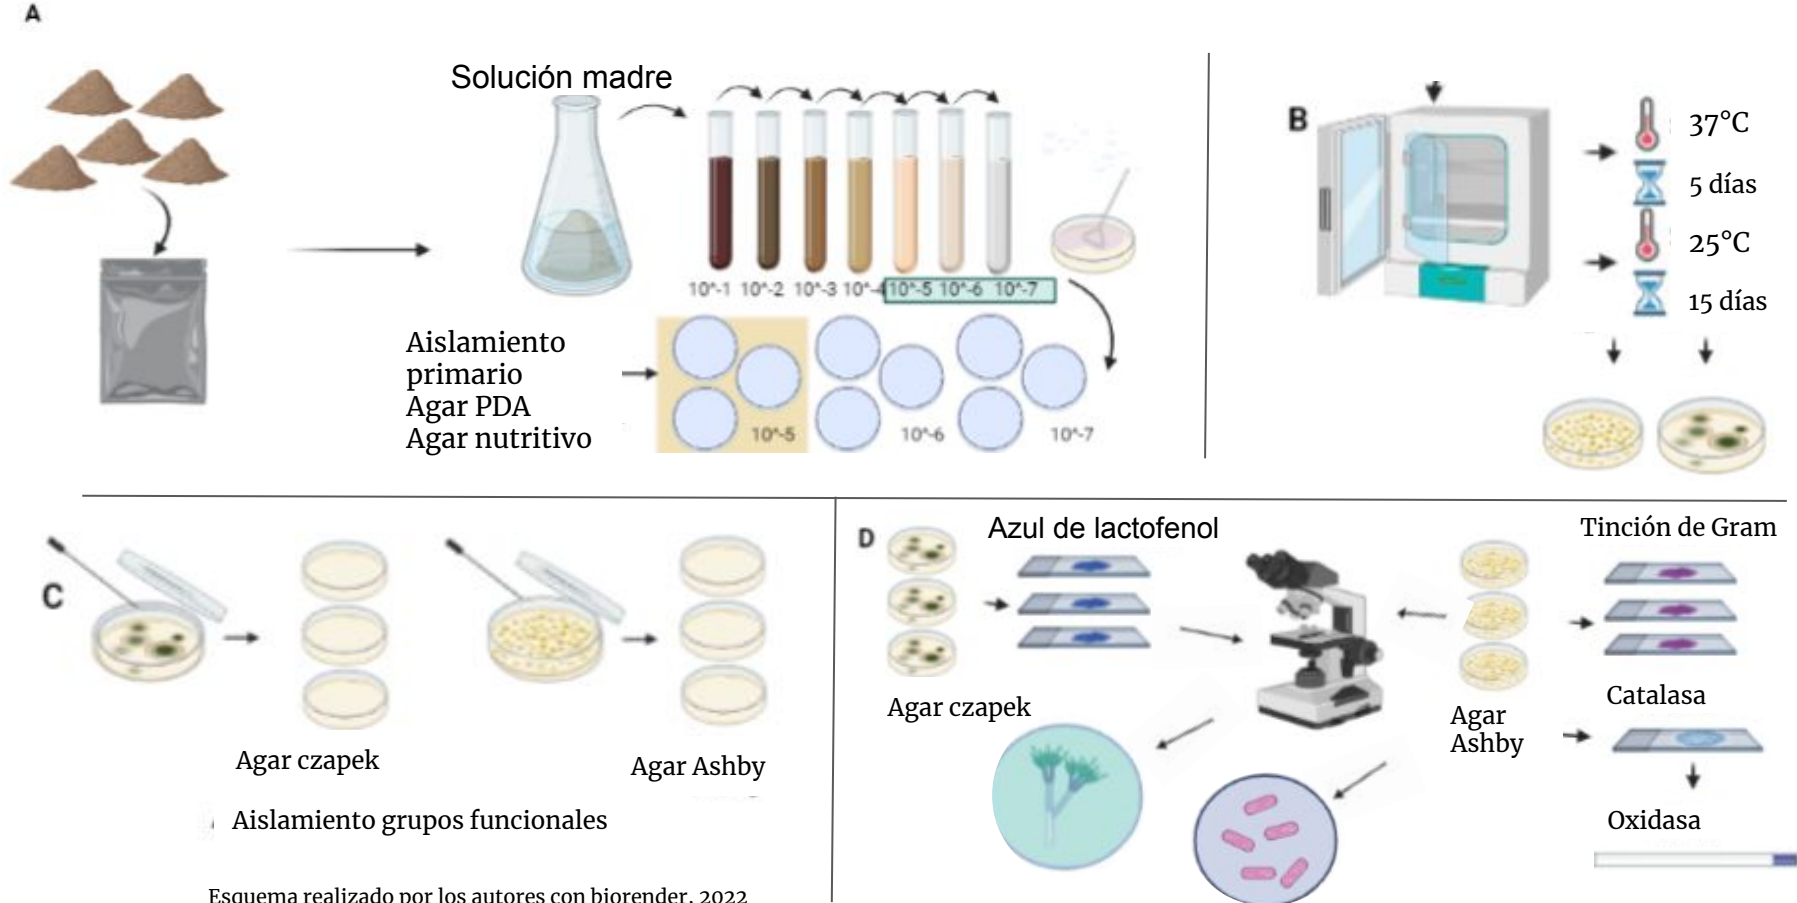 A
Solución madre
10^-1 10^-2 10^-3 10^-4 10^-5 10^-6 10^-7
Aislamiento
primario
Agar PDA
Agar nutritivo
10^-5
10^-6
10^-7
B
37°C
5 días
25°C
15 días
C
Agar czapek
Agar Ashby
Aislamiento grupos funcionales
Esquema realizado por los autores con biorender, 2022
D
Azul de lactofenol
Tinción de Gram
Agar czapek
Agar
Ashby
Catalasa
Oxidasa